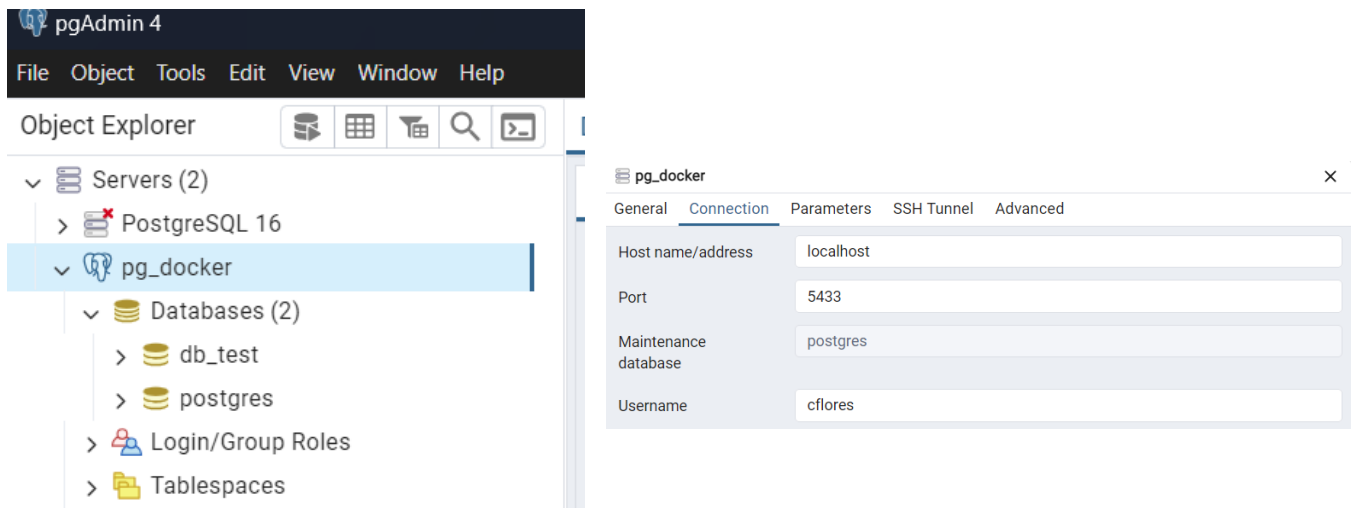 pgAdmin 4
File Object Tools Edit View Window Help
Object Explorer
Servers (2)
PostgreSQL 16
pg_docker
Databases (2)
db_test
postgres
Login/Group Roles
Tablespaces
pg_docker
General Connection Parameters SSH Tunnel Advanced
Host name/address localhost
Port 5433
Maintenance
database
postgres
Username cflores